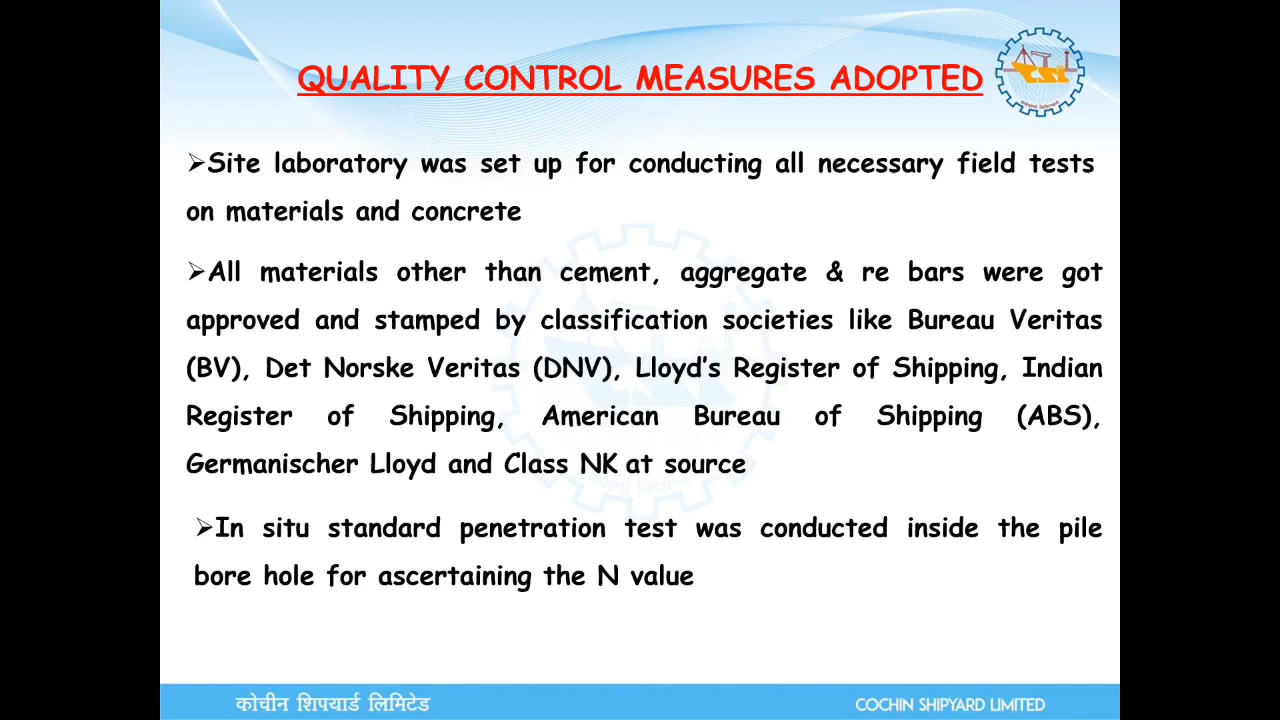 QUALITY CONTROL MEASURES ADOPTED
CSL
➢Site laboratory was set up for conducting all necessary field tests
on materials and concrete
➢All materials other than cement, aggregate & re bars were got
approved and stamped by classification societies like Bureau Veritas
(BV), Det Norske Veritas (DNV), Lloyd’s Register of Shipping, Indian
Register of Shipping, American Bureau of Shipping (ABS),
Germanischer Lloyd and Class NK at source
➢In situ standard penetration test was conducted inside the pile
bore hole for ascertaining the N value
कोचीन शिपयार्ड लिमिटेड
COCHIN SHIPYARD LIMITED